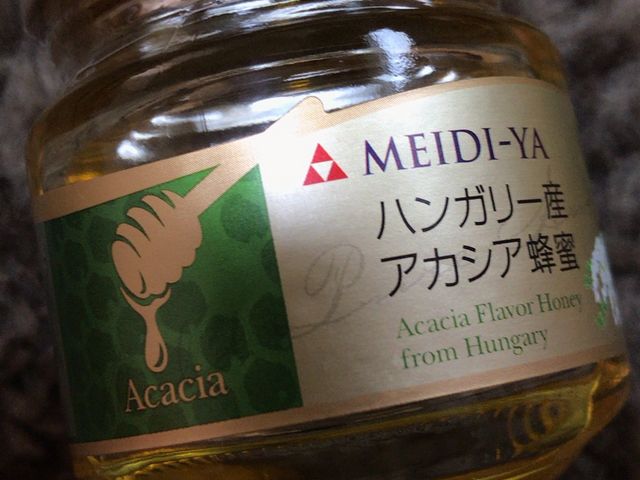 MEIDI-YA
ハンガリー産
アカシア蜂蜜
Acacia Flavor Honey
from Hungary
Acacia